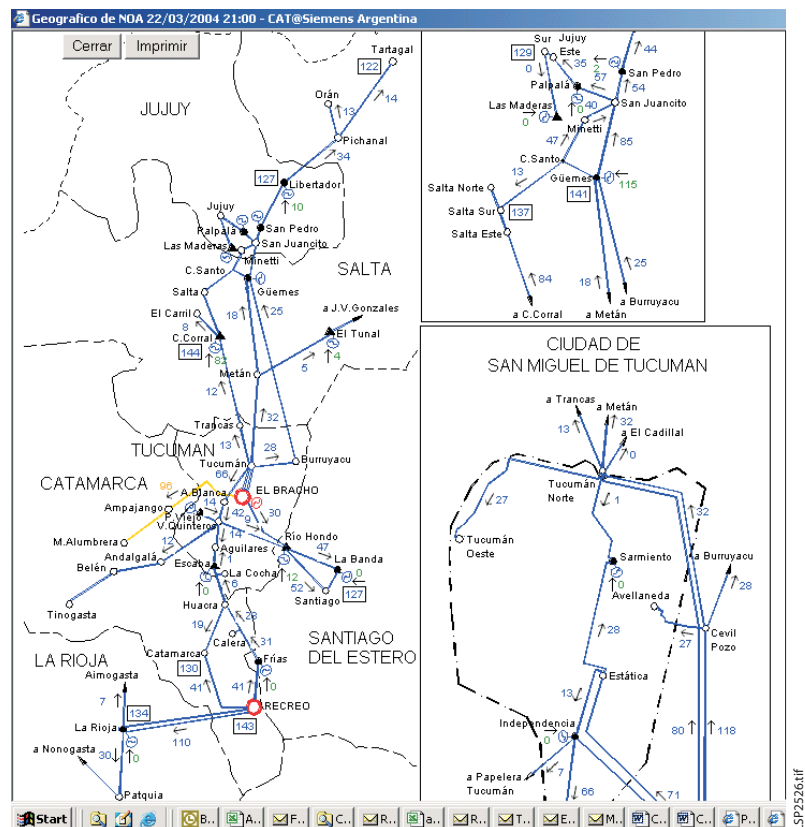 Geografico de NOA 22/03/2004 21:00 - CAT@Siemens Argentina
Cerrar
Imprimir
Tartagal
122
Orán
13
14
JUJUY
Pichanal
34
127
Libertador
10
Jujuy
Palpalá
San Pedro
Las Maderas
San Juancito
Minetti
C.Santo
SALTA
Salta
Güemes
18
25
a J.V.Gonzales
El Carril
8
C.Corral
El Tunal
144
82
4
5
Metán
12
Trancas
32
13
TUCUMAN
28
Tucumán
Burruyacu
66
CATAMARCA
96
A.Blanca
EL BRACHO
Ampajango
14
P.Viejo
42
30
V.Quinteros
9
14
Río Hondo
M.Alumbrera
12
Aguilares
47
Andalgalá
La Banda
Belén
Escaba
1
12
0
La Cocha
52
127
0
6
Santiago
Tinogasta
Huacra
19
28
Calera
SANTIAGO
DEL ESTERO
31
Catamarca
LA RIOJA
130
Frías
Aimogasta
41
41
0
7
134
RECREO
La Rioja
143
110
a Nonogasta
30
0
Patquia
Sur
Jujuy
Este
44
129
35
2
0
57
San Pedro
Palpalá
54
Las Maderas
0
40
San Juancito
0
Minetti
47
85
C.Santo
13
Güemes
115
Salta Norte
141
Salta Sur
137
Salta Este
84
18
25
a C.Corral
a Metán
a Burruyacu
CIUDAD DE
SAN MIGUEL DE TUCUMAN
a Trancas
a Metán
32
13
a El Cadillal
0
Tucumán
Norte
27
1
32
Tucumán
Oeste
Sarmiento
a Burruyacu
0
Avellaneda
28
28
Cevil
Pozo
27
Estática
13
Independencia
0
80
118
7
a Papelera
Tucumán
66
71
Start
B..
A..
F..
C..
R..
a..
R..
T..
E..
M..
C..
C..
P..
LSP2526.tif